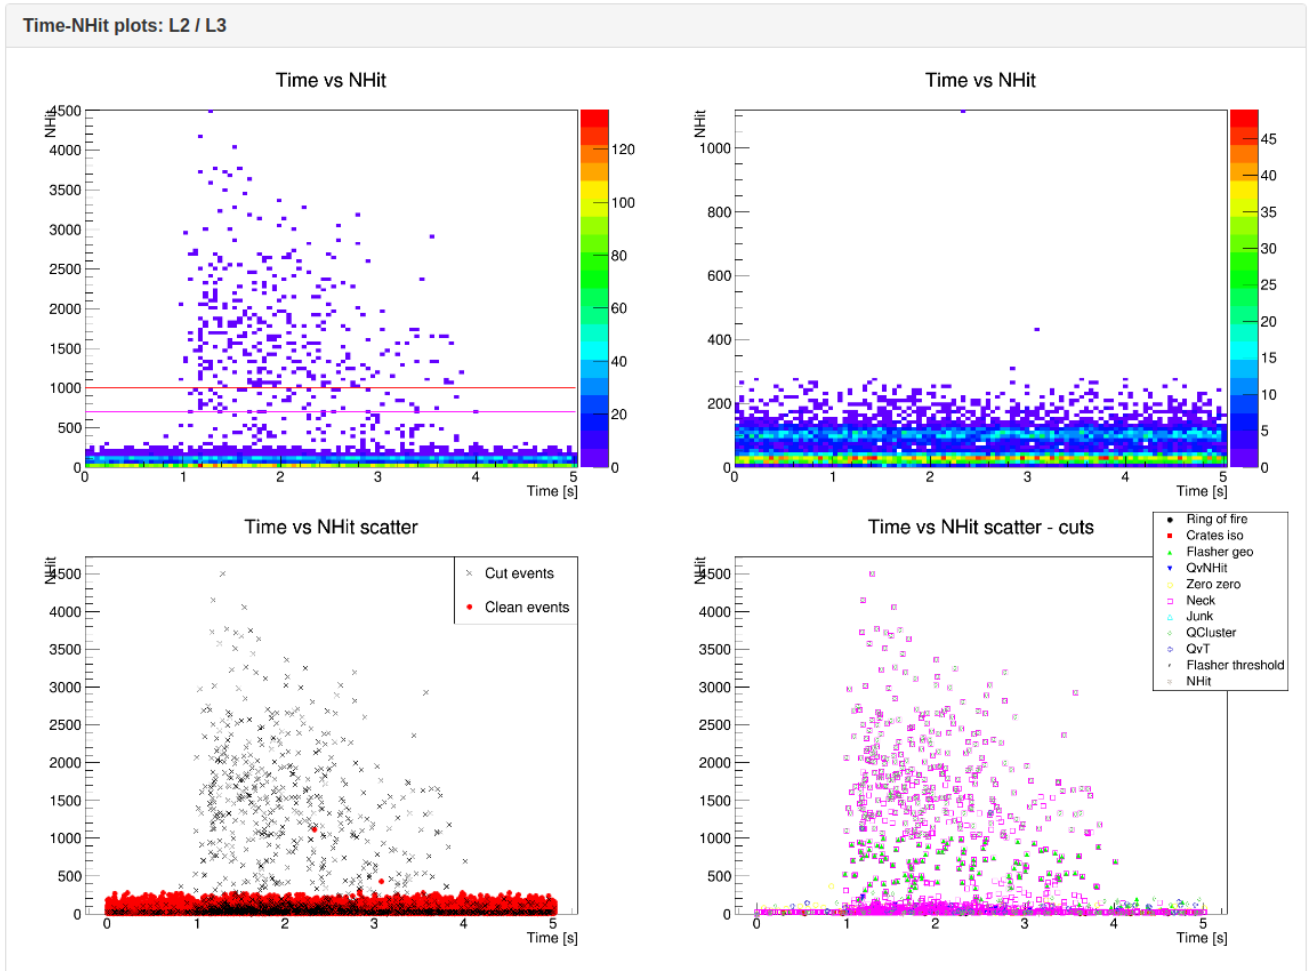 Time-NHit plots: L2 / L3
Time vs NHit
NHit
4500
4000
3500
3000
2500
2000
1500
1000
500
0
0 1 2 3 4 5
Time [s]
120
100
80
60
40
20
0
Time vs NHit
NHit
1000
800
600
400
200
0
0 1 2 3 4 5
Time [s]
45
40
35
30
25
20
15
10
5
0
Time vs NHit scatter
NHit
4500
4000
3500
3000
2500
2000
1500
1000
500
0
0 1 2 3 4 5
Time [s]
Cut events
Clean events
Time vs NHit scatter - cuts
NHit
4500
4000
3500
3000
2500
2000
1500
1000
500
0
0 1 2 3 4 5
Time [s]
Ring of fire
Crates iso
Flasher geo
QvNHit
Zero zero
Neck
Junk
QCluster
QvT
Flasher threshold
NHit